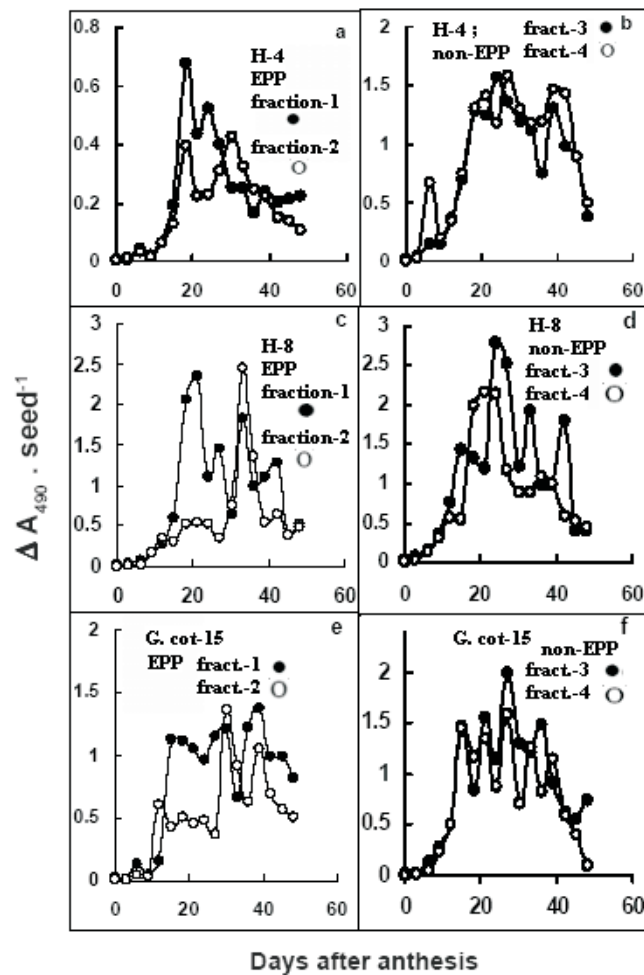 a
H-4
EPP
fraction-1
fraction-2
0.8
0.6
0.4
0.2
0
0 20 40 60
b
H-4 ; fract.-3
non-EPP fract.-4
2
1.5
1
0.5
0
0 20 40 60
c
H-8
EPP
fraction-1
fraction-2
3
2.5
2
1.5
1
0.5
0
0 20 40 60
d
H-8
non-EPP
fract.-3
fract.-4
3
2.5
2
1.5
1
0.5
0
0 20 40 60
e
G. cot-15
EPP fract.-1
fract.-2
2
1.5
1
0.5
0
0 20 40 60
f
G. cot-15 non-EPP
fract.-3
fract.-4
2
1.5
1
0.5
0
0 20 40 60
Δ A490 · seed-1
Days after anthesis